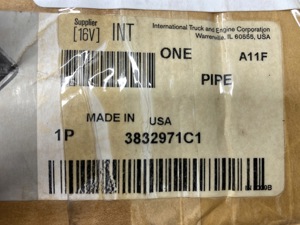 Supplier
[16V] INT
International Truck and Engine Corporation
Warrenville, IL 60555, USA
ONE A11F
PIPE
MADE IN USA
1P 3832971C1